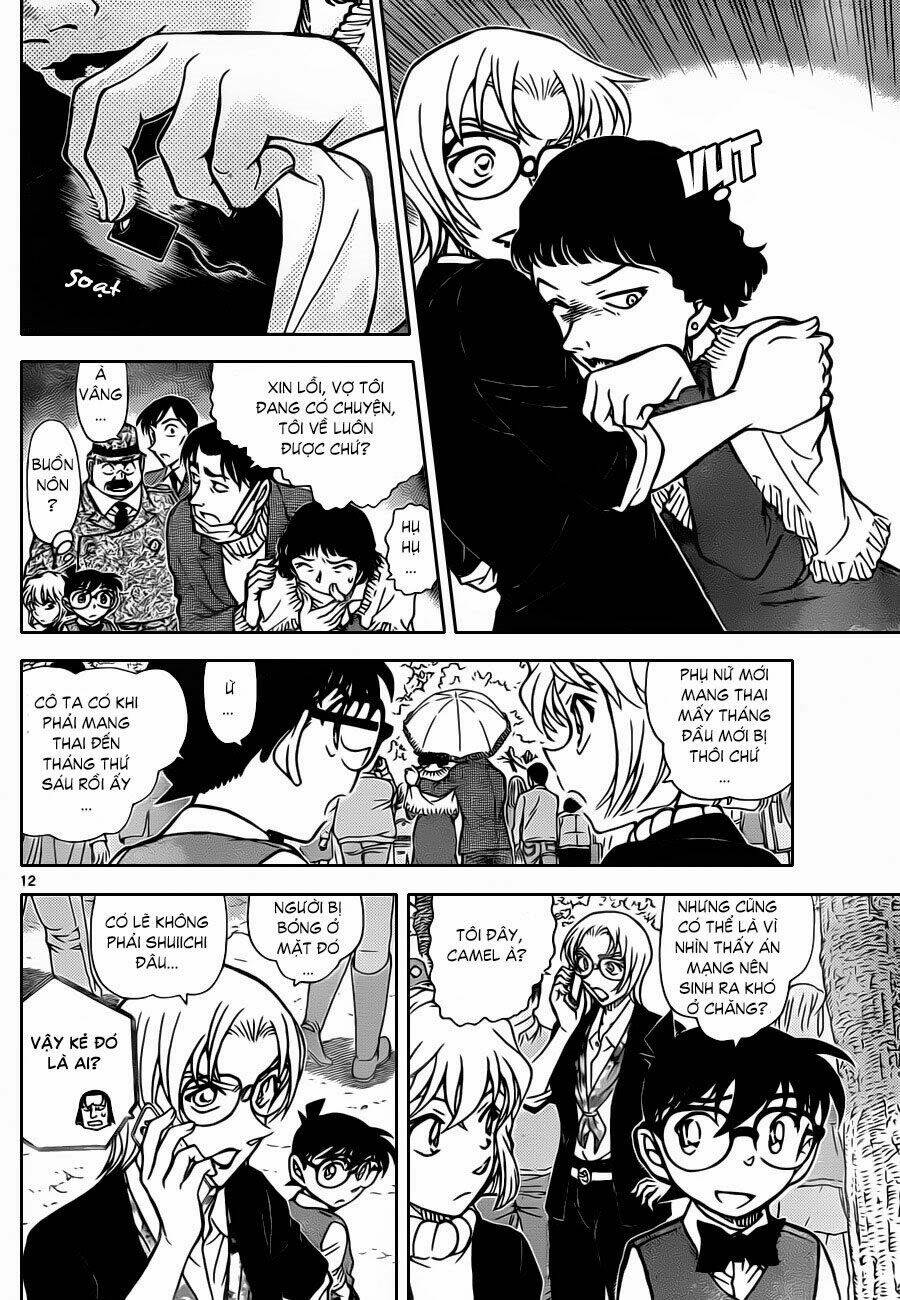 Soạt
VỤT
XIN LỖI, VỢ TÔI
ĐANG CÓ CHUYỆN,
TÔI VỀ LUÔN
ĐƯỢC CHỨ?
À
VÂNG
...
BUỒN
NÔN
?
HỤ
HỤ
PHỤ NỮ MỚI
MANG THAI
MẤY THÁNG
ĐẦU MỚI BỊ
THÔI CHỨ
Ừ
...
CÔ TA CÓ KHI
PHẢI MANG
THAI ĐẾN
THÁNG THỨ
SÁU RỒI ẤY
...
12
NHƯNG CŨNG
CÓ THỂ LÀ VÌ
NHÌN THẤY ÁN
MẠNG NÊN
SINH RA KHÓ
Ở CHĂNG?
TÔI ĐÂY,
CAMEL À?
NGƯỜI BỊ
BỎNG Ở
MẶT ĐÓ
...
CÓ LẼ KHÔNG
PHẢI SHUIICHI
ĐÂU...
VẬY KẺ ĐÓ
LÀ AI?